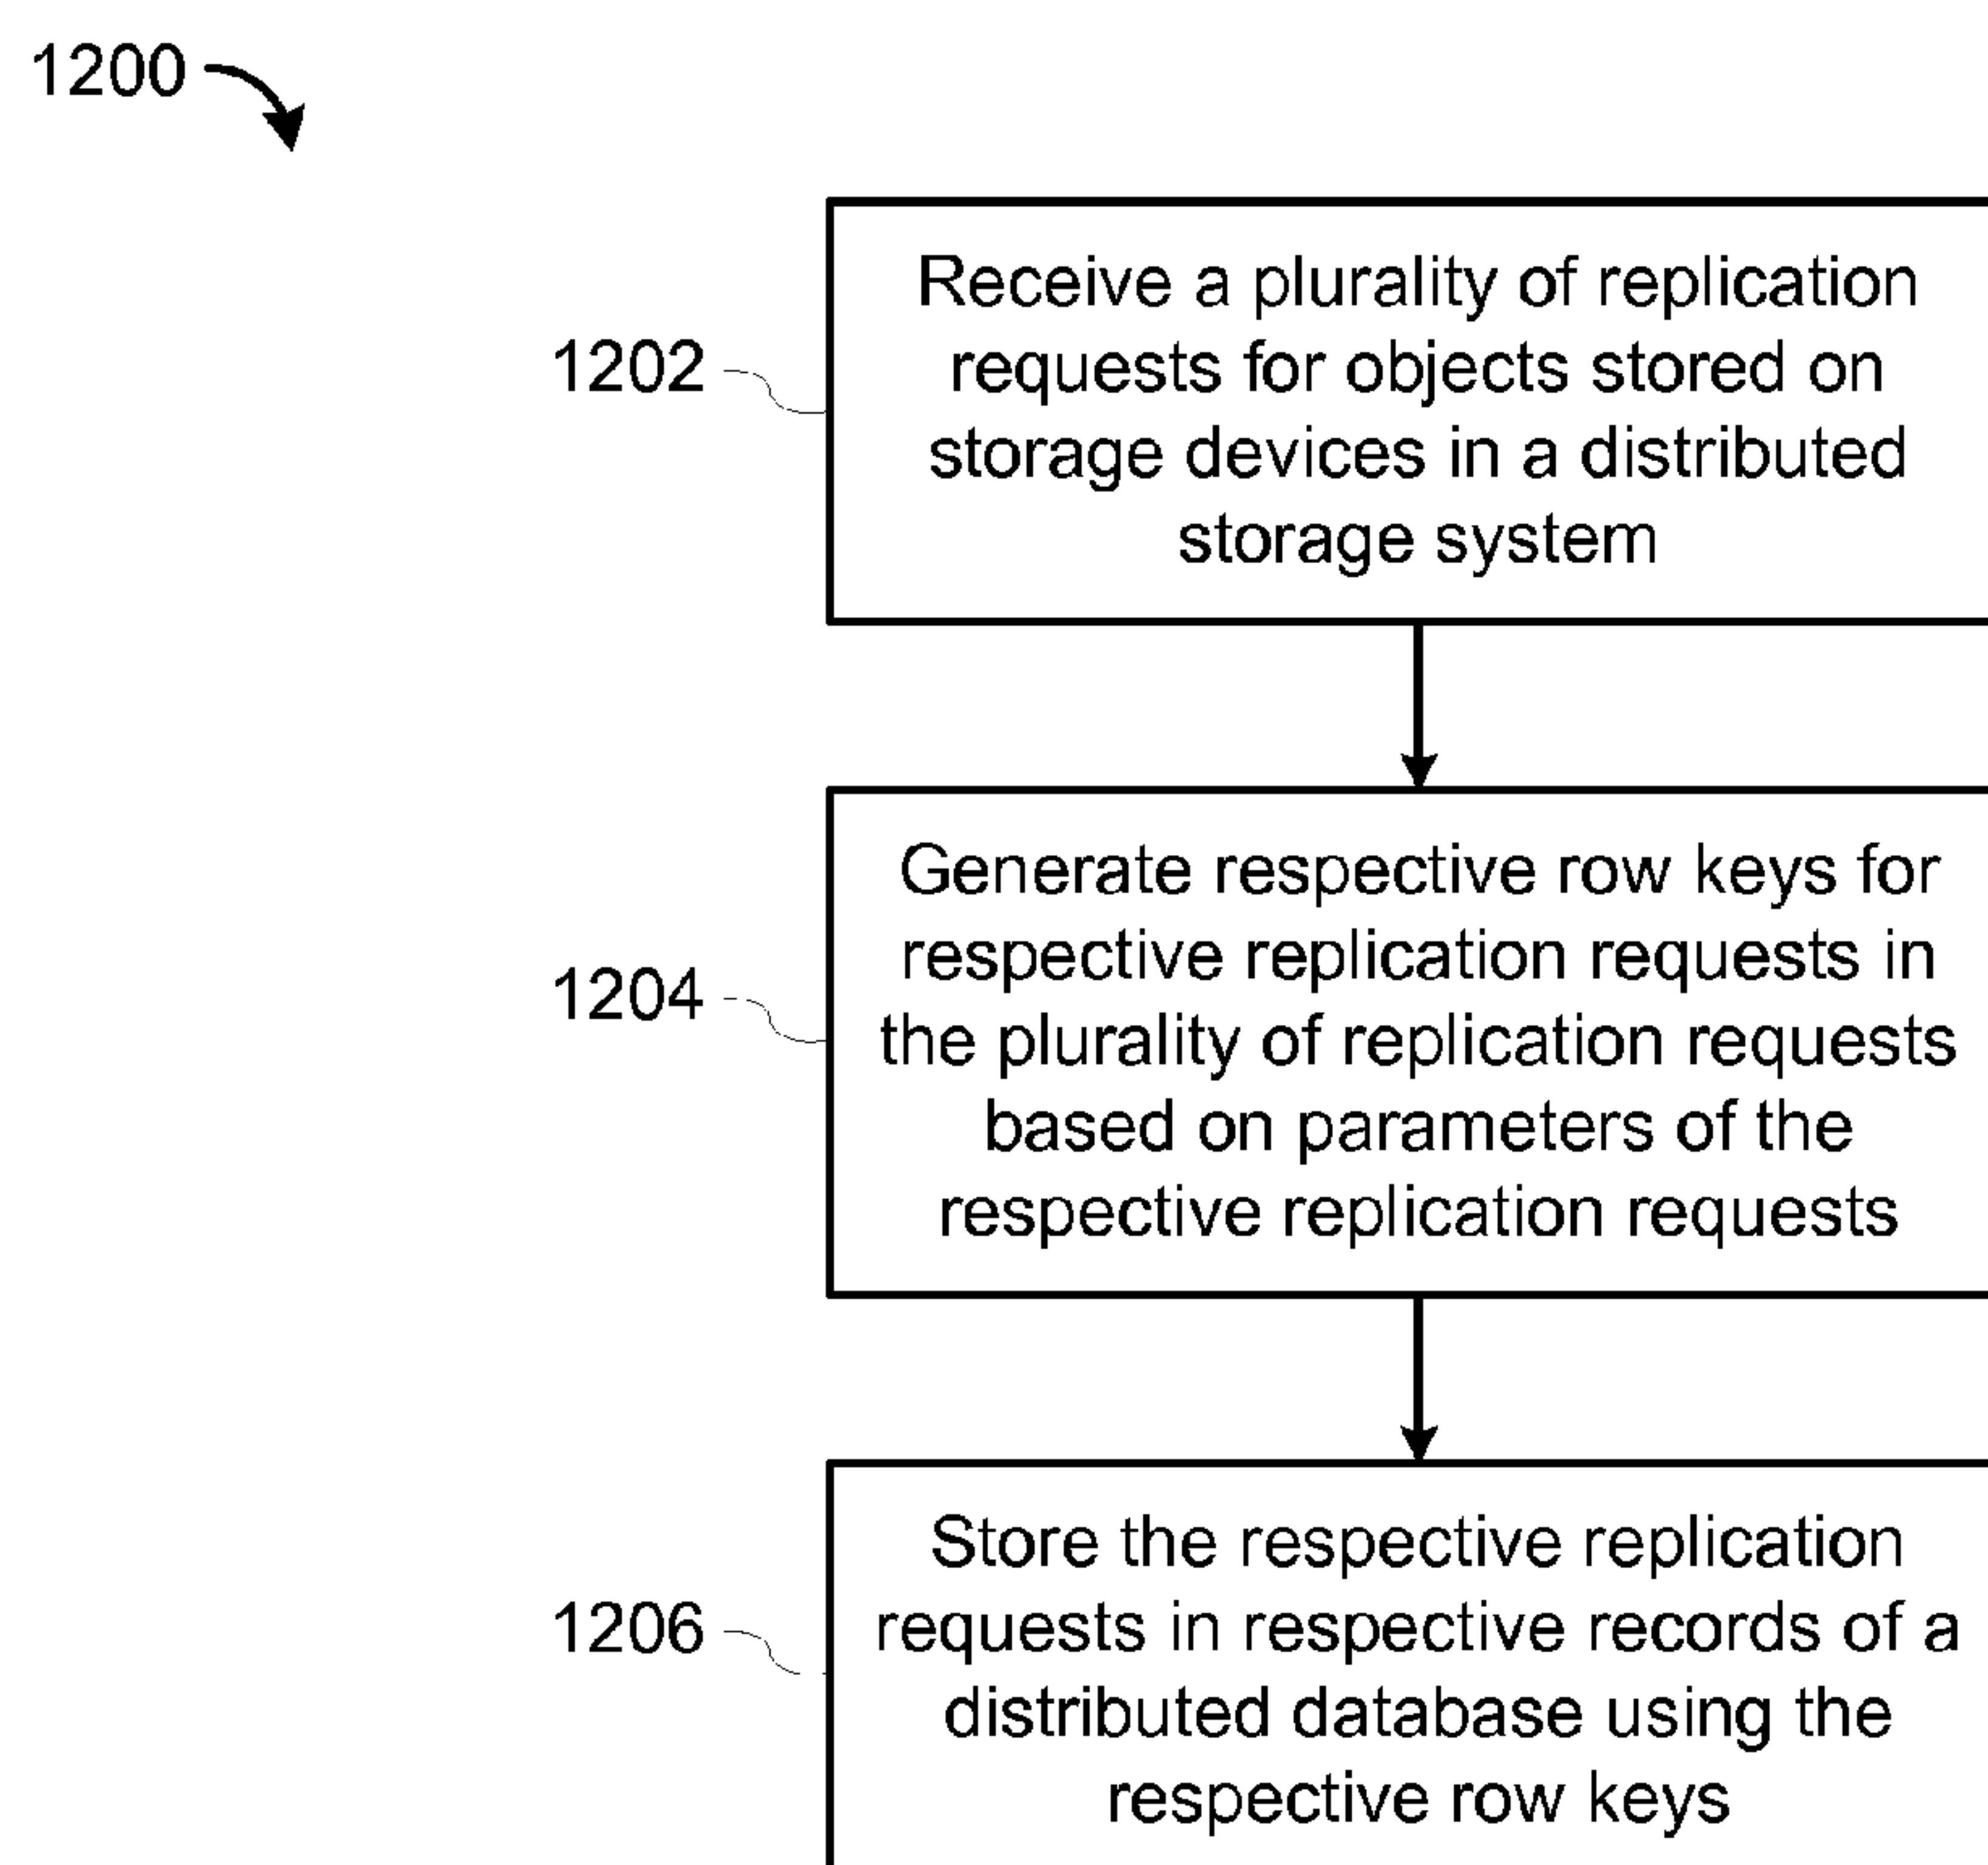 1200
Receive a plurality of replication
requests for objects stored on
storage devices in a distributed
storage system
1202
Generate respective row keys for
respective replication requests in
the plurality of replication requests
based on parameters of the
respective replication requests
1204
Store the respective replication
requests in respective records of a
distributed database using the
respective row keys
1206